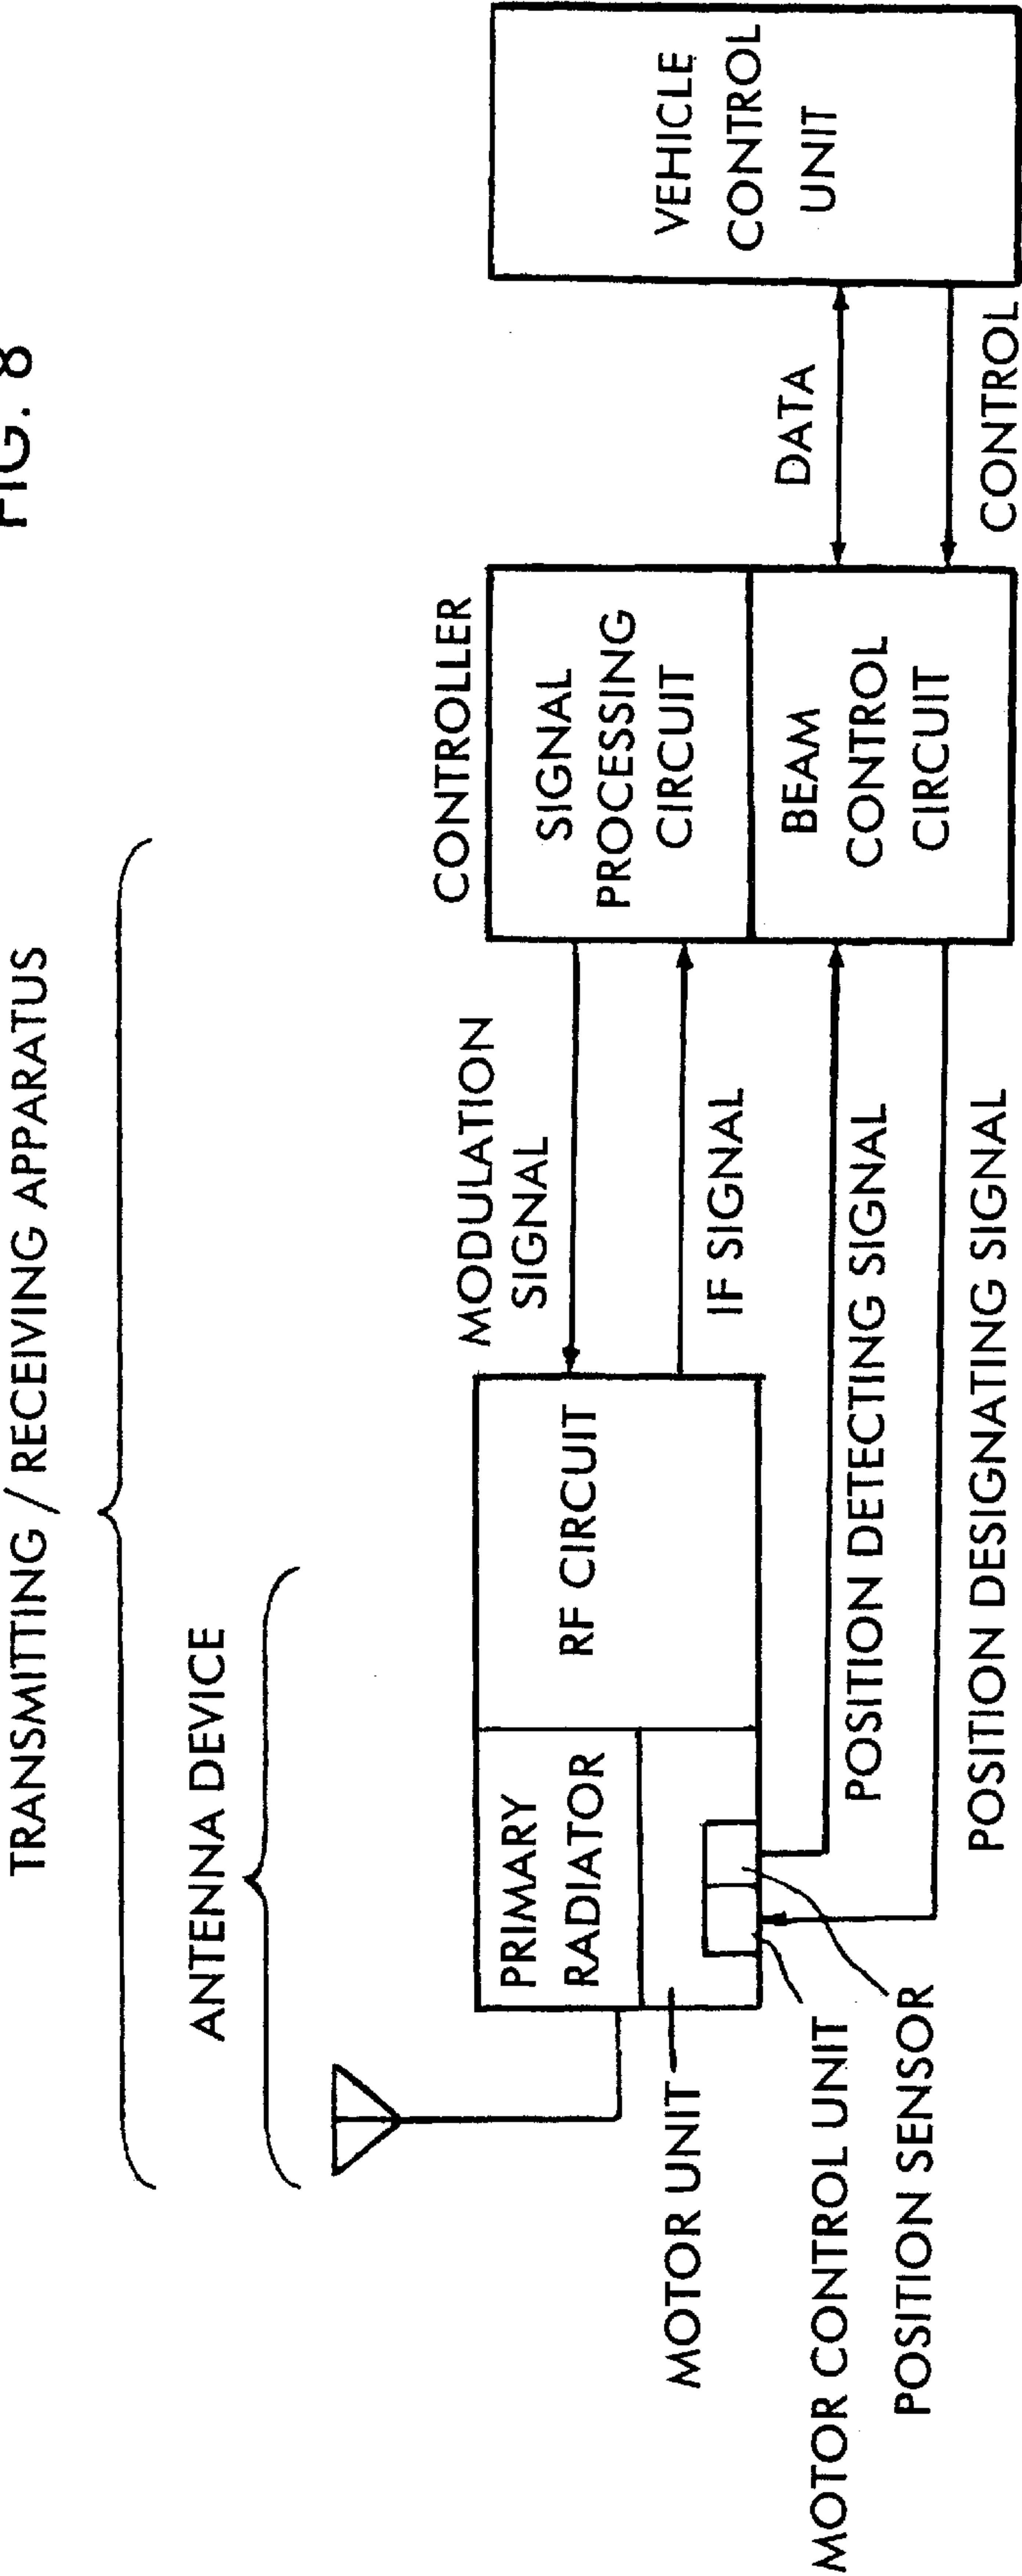 FIG. 8
TRANSMITTING / RECEIVING APPARATUS
ANTENNA DEVICE
CONTROLLER
MODULATION
SIGNAL
PRIMARY
RADIATOR
RF CIRCUIT
IF SIGNAL
SIGNAL
PROCESSING
CIRCUIT
BEAM
CONTROL
CIRCUIT
DATA
CONTROL
VEHICLE
CONTROL
UNIT
MOTOR UNIT
MOTOR CONTROL UNIT
POSITION SENSOR
POSITION DETECTING SIGNAL
POSITION DESIGNATING SIGNAL